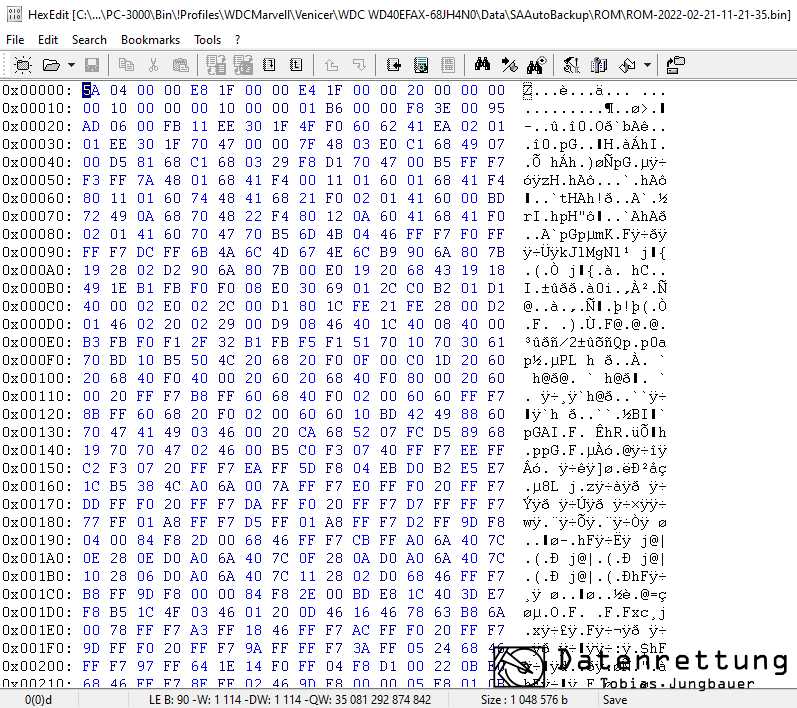 HexEdit [C:\...\PC-3000\Bin\!Profiles\WDCMarvell\Venicer\WDC WD40EFAX-68JH4N0\Data\SAAutoBackup\ROM\ROM-2022-02-21-11-21-35.bin]
File Edit Search Bookmarks Tools ?
0x00000: 5A 04 00 00 E8 1F 00 00 E4 1F 00 00 20 00 00 00 Z...è...ä... ...
0x00010: 00 10 00 00 00 10 00 00 01 B6 00 00 F8 3E 00 95 .........¶..ø>.
0x00020: AD 06 00 FB 11 EE 30 1F 4F F0 60 62 41 EA 02 01 -..û.î0.Oð`bAê..
0x00030: 01 EE 30 1F 70 47 00 00 7F 48 03 E0 C1 68 49 07 .î0.pG...H.àÁhI.
0x00040: 00 D5 81 68 C1 68 03 29 F8 D1 70 47 00 B5 FF F7 .Õ hÁh.)øÑpG.µÿ÷
0x00050: F3 FF 7A 48 01 68 41 F4 00 11 01 60 01 68 41 F4 óÿzH.hAô...`.hAô
0x00060: 80 11 01 60 74 48 41 68 21 F0 02 01 41 60 00 BD ..`tHAh!ð..A`.½
0x00070: 72 49 0A 68 70 48 22 F4 80 12 0A 60 41 68 41 F0 rI.hpH"ô ..`AhAð
0x00080: 02 01 41 60 70 47 70 B5 6D 4B 04 46 FF F7 F0 FF ..A`pGpµmK.Fÿ÷ðÿ
0x00090: FF F7 DC FF 6B 4A 6C 4D 67 4E 6C B9 90 6A 80 7B ÿ÷ÜÿkJlMgNl¹ j {
0x000A0: 19 28 02 D2 90 6A 80 7B 00 E0 19 20 68 43 19 18 .(.Ò j {.à. hC..
0x000B0: 49 1E B1 FB F0 F0 08 E0 30 69 01 2C C0 B2 01 D1 I.±ûðð.à0i.,À².Ñ
0x000C0: 40 00 02 E0 02 2C 00 D1 80 1C FE 21 FE 28 00 D2 @..à.,.Ñ .þ!þ(.Ò
0x000D0: 01 46 02 20 02 29 00 D9 08 46 40 1C 40 08 40 00 .F. .).Ù.F@.@.@.
0x000E0: B3 FB F0 F1 2F 32 B1 FB F5 F1 51 70 10 70 30 61 ³ûðñ/2±ûõñQp.p0a
0x000F0: 70 BD 10 B5 50 4C 20 68 20 F0 0F 00 C0 1D 20 60 p½.µPL h ð..À. `
0x00100: 20 68 40 F0 40 00 20 60 20 68 40 F0 80 00 20 60 h@ð@. ` h@ð . `
0x00110: 00 20 FF F7 B8 FF 60 68 40 F0 02 00 60 60 FF F7 . ÿ÷¸ÿ`h@ð..``ÿ÷
0x00120: 8B FF 60 68 20 F0 02 00 60 60 10 BD 42 49 88 60 ÿ`h ð..``.½BI `
0x00130: 70 47 41 49 03 46 00 20 CA 68 52 07 FC D5 89 68 pGAI.F. ÊhR.üÕ h
0x00140: 19 70 70 47 02 46 00 B5 C0 F3 07 40 FF F7 EE FF .ppG.F.µÀó.@ÿ÷îÿ
0x00150: C2 F3 07 20 FF F7 EA FF 5D F8 04 EB D0 B2 E5 E7 Âó. ÿ÷êÿ]ø.ëÐ²åç
0x00160: 1C B5 38 4C A0 6A 00 7A FF F7 E0 FF F0 20 FF F7 .µ8L j.zÿ÷àÿð ÿ÷
0x00170: DD FF F0 20 FF F7 DA FF F0 20 FF F7 D7 FF FF F7 Ýÿð ÿ÷Úÿð ÿ÷×ÿÿ÷
0x00180: 77 FF 01 A8 FF F7 D5 FF 01 A8 FF F7 D2 FF 9D F8 wÿ.¨ÿ÷Õÿ.¨ÿ÷Òÿ ø
0x00190: 04 00 84 F8 2D 00 68 46 FF F7 CB FF A0 6A 40 7C .. ø-.hFÿ÷Ëÿ j@|
0x001A0: 0E 28 0E D0 A0 6A 40 7C 0F 28 0A D0 A0 6A 40 7C .(.Ð j@|.(.Ð j@|
0x001B0: 10 28 06 D0 A0 6A 40 7C 11 28 02 D0 68 46 FF F7 .(.Ð j@|.(.ÐhFÿ÷
0x001C0: B8 FF 9D F8 00 00 84 F8 2E 00 BD E8 1C 40 3D E7 ¸ÿ ø.. ø..½è.@=ç
0x001D0: F8 B5 1C 4F 03 46 01 20 0D 46 16 46 78 63 B8 6A øµ.O.F. .F.Fxc¸j
0x001E0: 00 78 FF F7 A3 FF 18 46 FF F7 AC FF F0 20 FF F7 .xÿ÷£ÿ.Fÿ÷¬ÿð ÿ÷
0x001F0: 9D FF F0 20 FF F7 9A FF FF F7 3A FF 05 24 68 46
0x00200: FF F7 97 FF 64 1E 14 F0 FF 04 F8 D1 00 22 0B
0x00210: 68 46 FF F7 8E FF 02 46 9D F8 00 00 05 F8 01 0B
Datenrettung
Tobias.Jungbauer
0(0)d LE B: 90 -W: 1 114 -DW: 1 114 -QW: 35 081 292 874 842 Size : 1 048 576 b Save